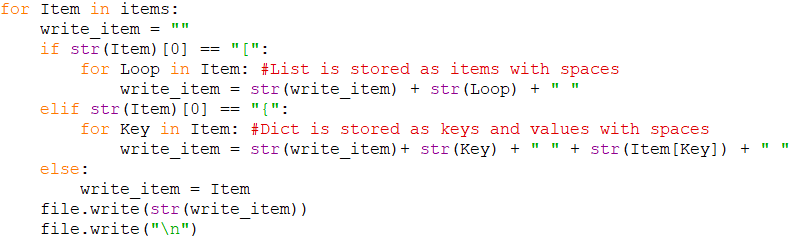 for Item in items:
    write_item = ""
    if str(Item)[0] == "[":
        for Loop in Item: #List is stored as items with spaces
            write_item = str(write_item) + str(Loop) + " "
    elif str(Item)[0] == "{":
        for Key in Item: #Dict is stored as keys and values with spaces
            write_item = str(write_item)+ str(Key) + " " + str(Item[Key]) + " "
    else:
        write_item = Item
    file.write(str(write_item))
    file.write("\n")